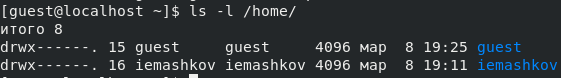 [guest@localhost ~]$ ls -l /home/
итого 8
drwx------. 15 guest     guest     4096 мар  8 19:25 guest
drwx------. 16 iemashkov iemashkov 4096 мар  8 19:11 iemashkov